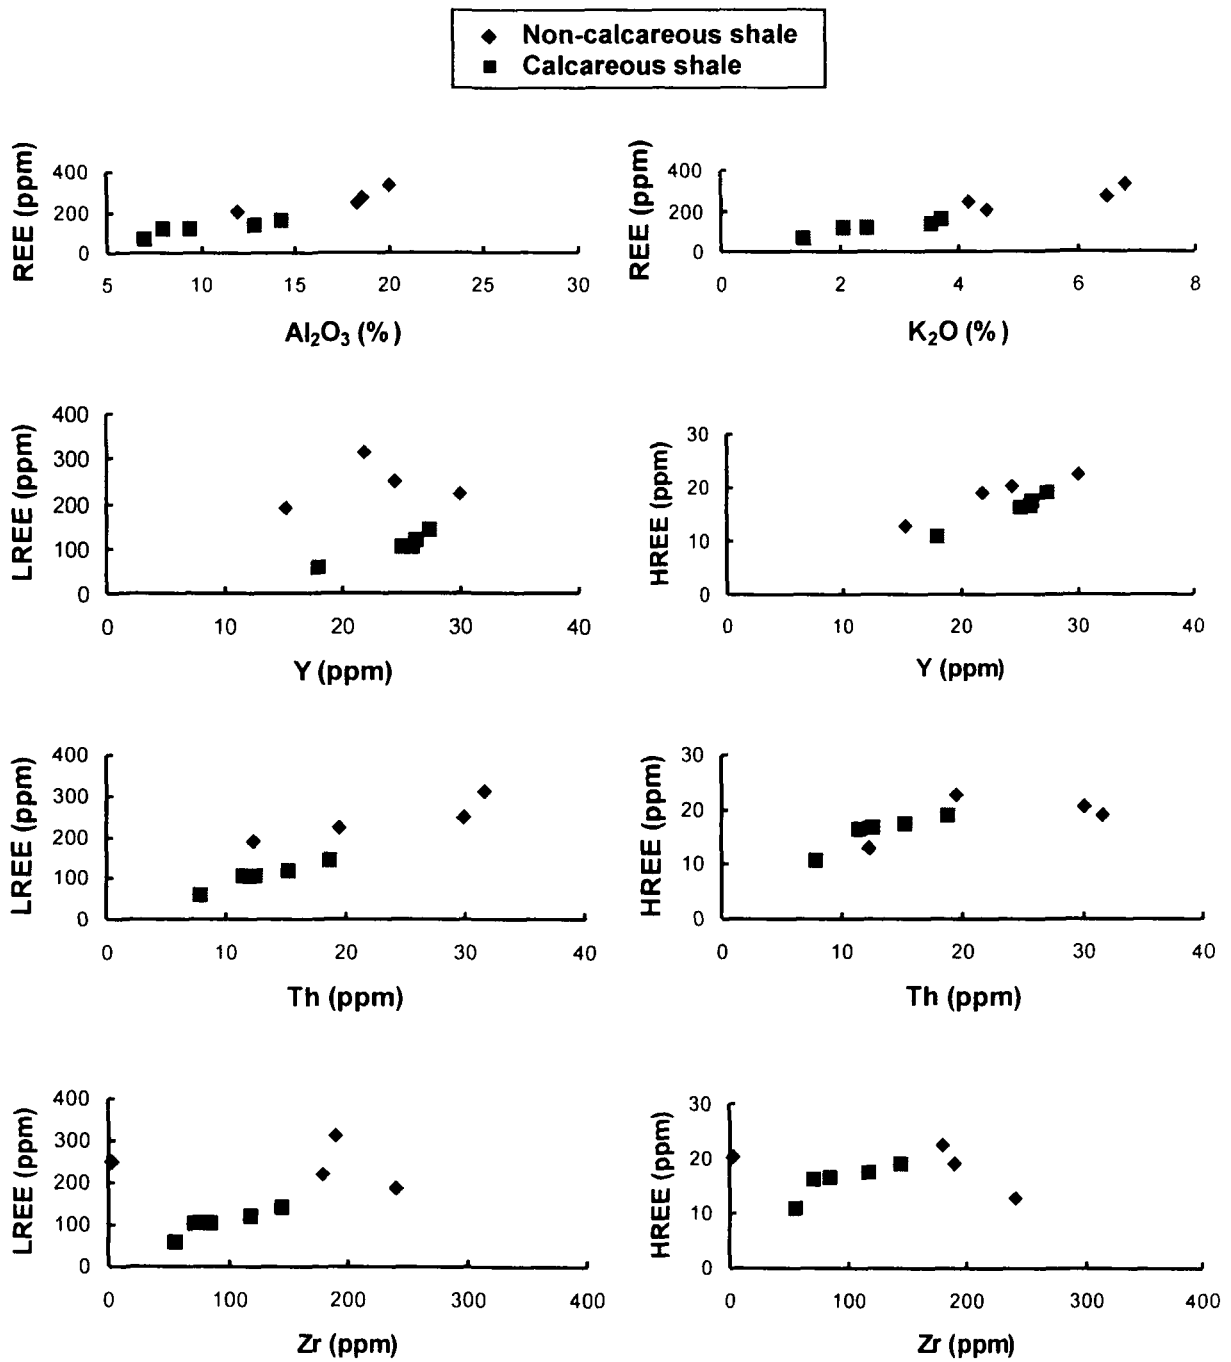 Non-calcareous shale
Calcareous shale
REE (ppm)
400
200
0
5 10 15 20 25 30
Al₂O₃ (%)
REE (ppm)
400
200
0
0 2 4 6 8
K₂O (%)
LREE (ppm)
400
300
200
100
0
0 10 20 30 40
Y (ppm)
HREE (ppm)
30
20
10
0
0 10 20 30 40
Y (ppm)
LREE (ppm)
400
300
200
100
0
0 10 20 30 40
Th (ppm)
HREE (ppm)
30
20
10
0
0 10 20 30 40
Th (ppm)
LREE (ppm)
400
300
200
100
0
0 100 200 300 400
Zr (ppm)
HREE (ppm)
30
20
10
0
0 100 200 300 400
Zr (ppm)